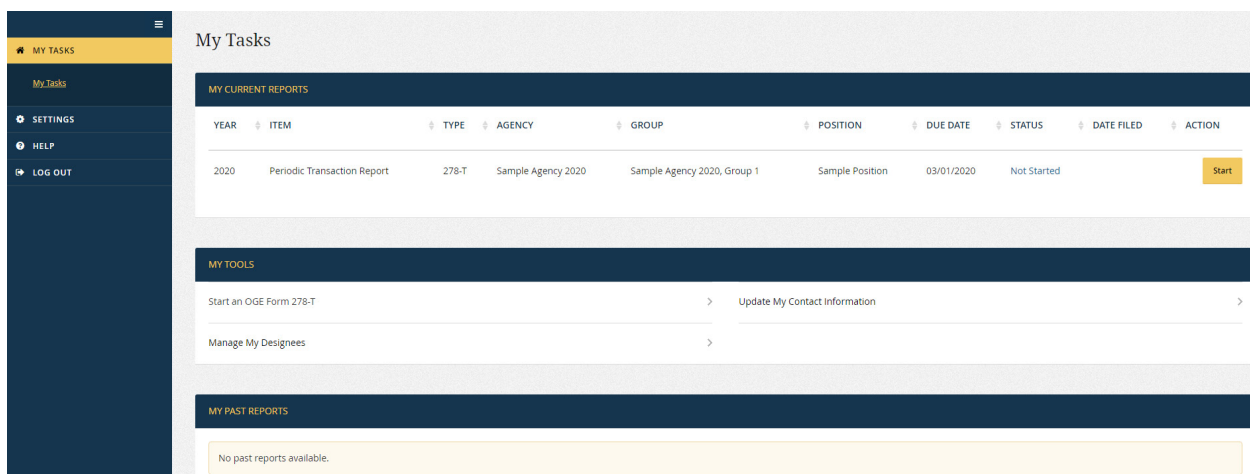 MY TASKS
My Tasks
SETTINGS
HELP
LOG OUT
My Tasks
MY CURRENT REPORTS
YEAR ITEM TYPE AGENCY GROUP POSITION DUE DATE STATUS DATE FILED ACTION
2020 Periodic Transaction Report 278-T Sample Agency 2020 Sample Agency 2020, Group 1 Sample Position 03/01/2020 Not Started Start
MY TOOLS
Start an OGE Form 278-T Update My Contact Information
Manage My Designees
MY PAST REPORTS
No past reports available.